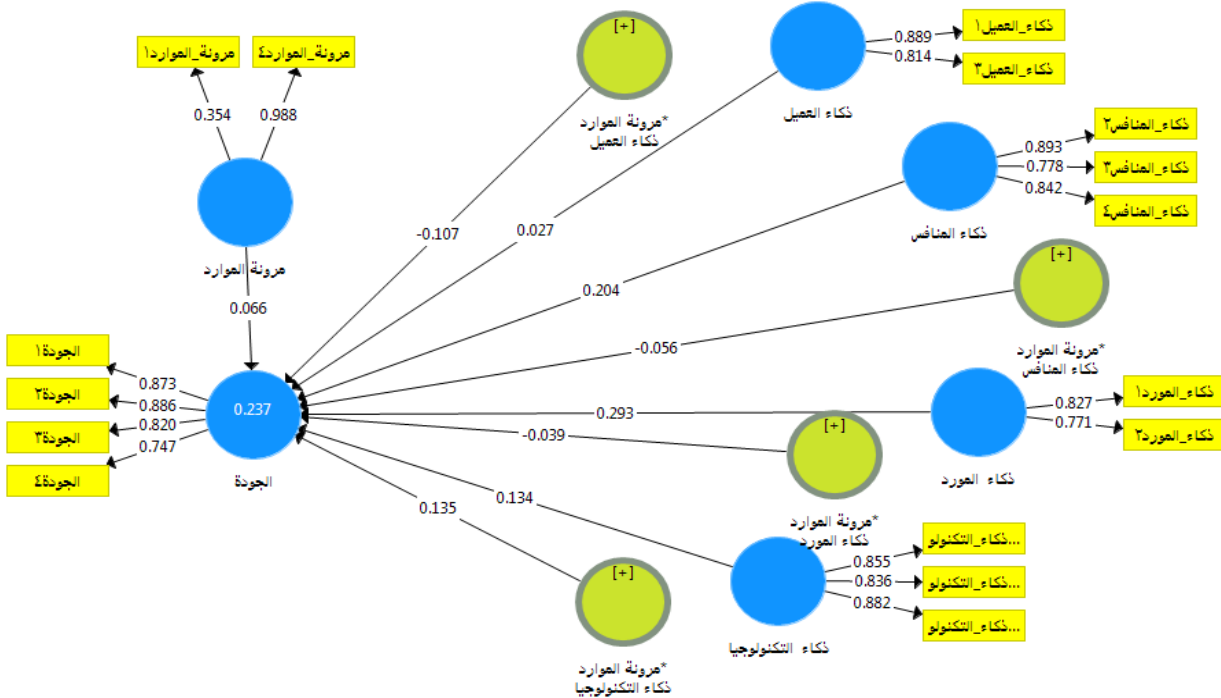 [+]
مرونة_الموارد١
مرونة_الموارد٤
0.354
0.988
مرونة الموارد
0.066
*مرونة الموارد
ذكاء العميل
-0.107
ذكاء_العميل١
ذكاء_العميل٣
0.889
0.814
ذكاء العميل
0.027
ذكاء_المنافس٢
ذكاء_المنافس٣
ذكاء_المنافس٤
0.893
0.778
0.842
ذكاء المنافس
0.204
[+]
*مرونة الموارد
ذكاء المنافس
-0.056
الجودة١
الجودة٢
الجودة٣
الجودة٤
0.873
0.886
0.820
0.747
0.237
الجودة
0.293
ذكاء_المورد١
ذكاء_المورد٢
0.827
0.771
ذكاء المورد
-0.039
[+]
*مرونة الموارد
ذكاء المورد
0.134
ذكاء_التكنولو...
ذكاء_التكنولو...
ذكاء_التكنولو...
0.855
0.836
0.882
ذكاء التكنولوجيا
0.135
[+]
*مرونة الموارد
ذكاء التكنولوجيا